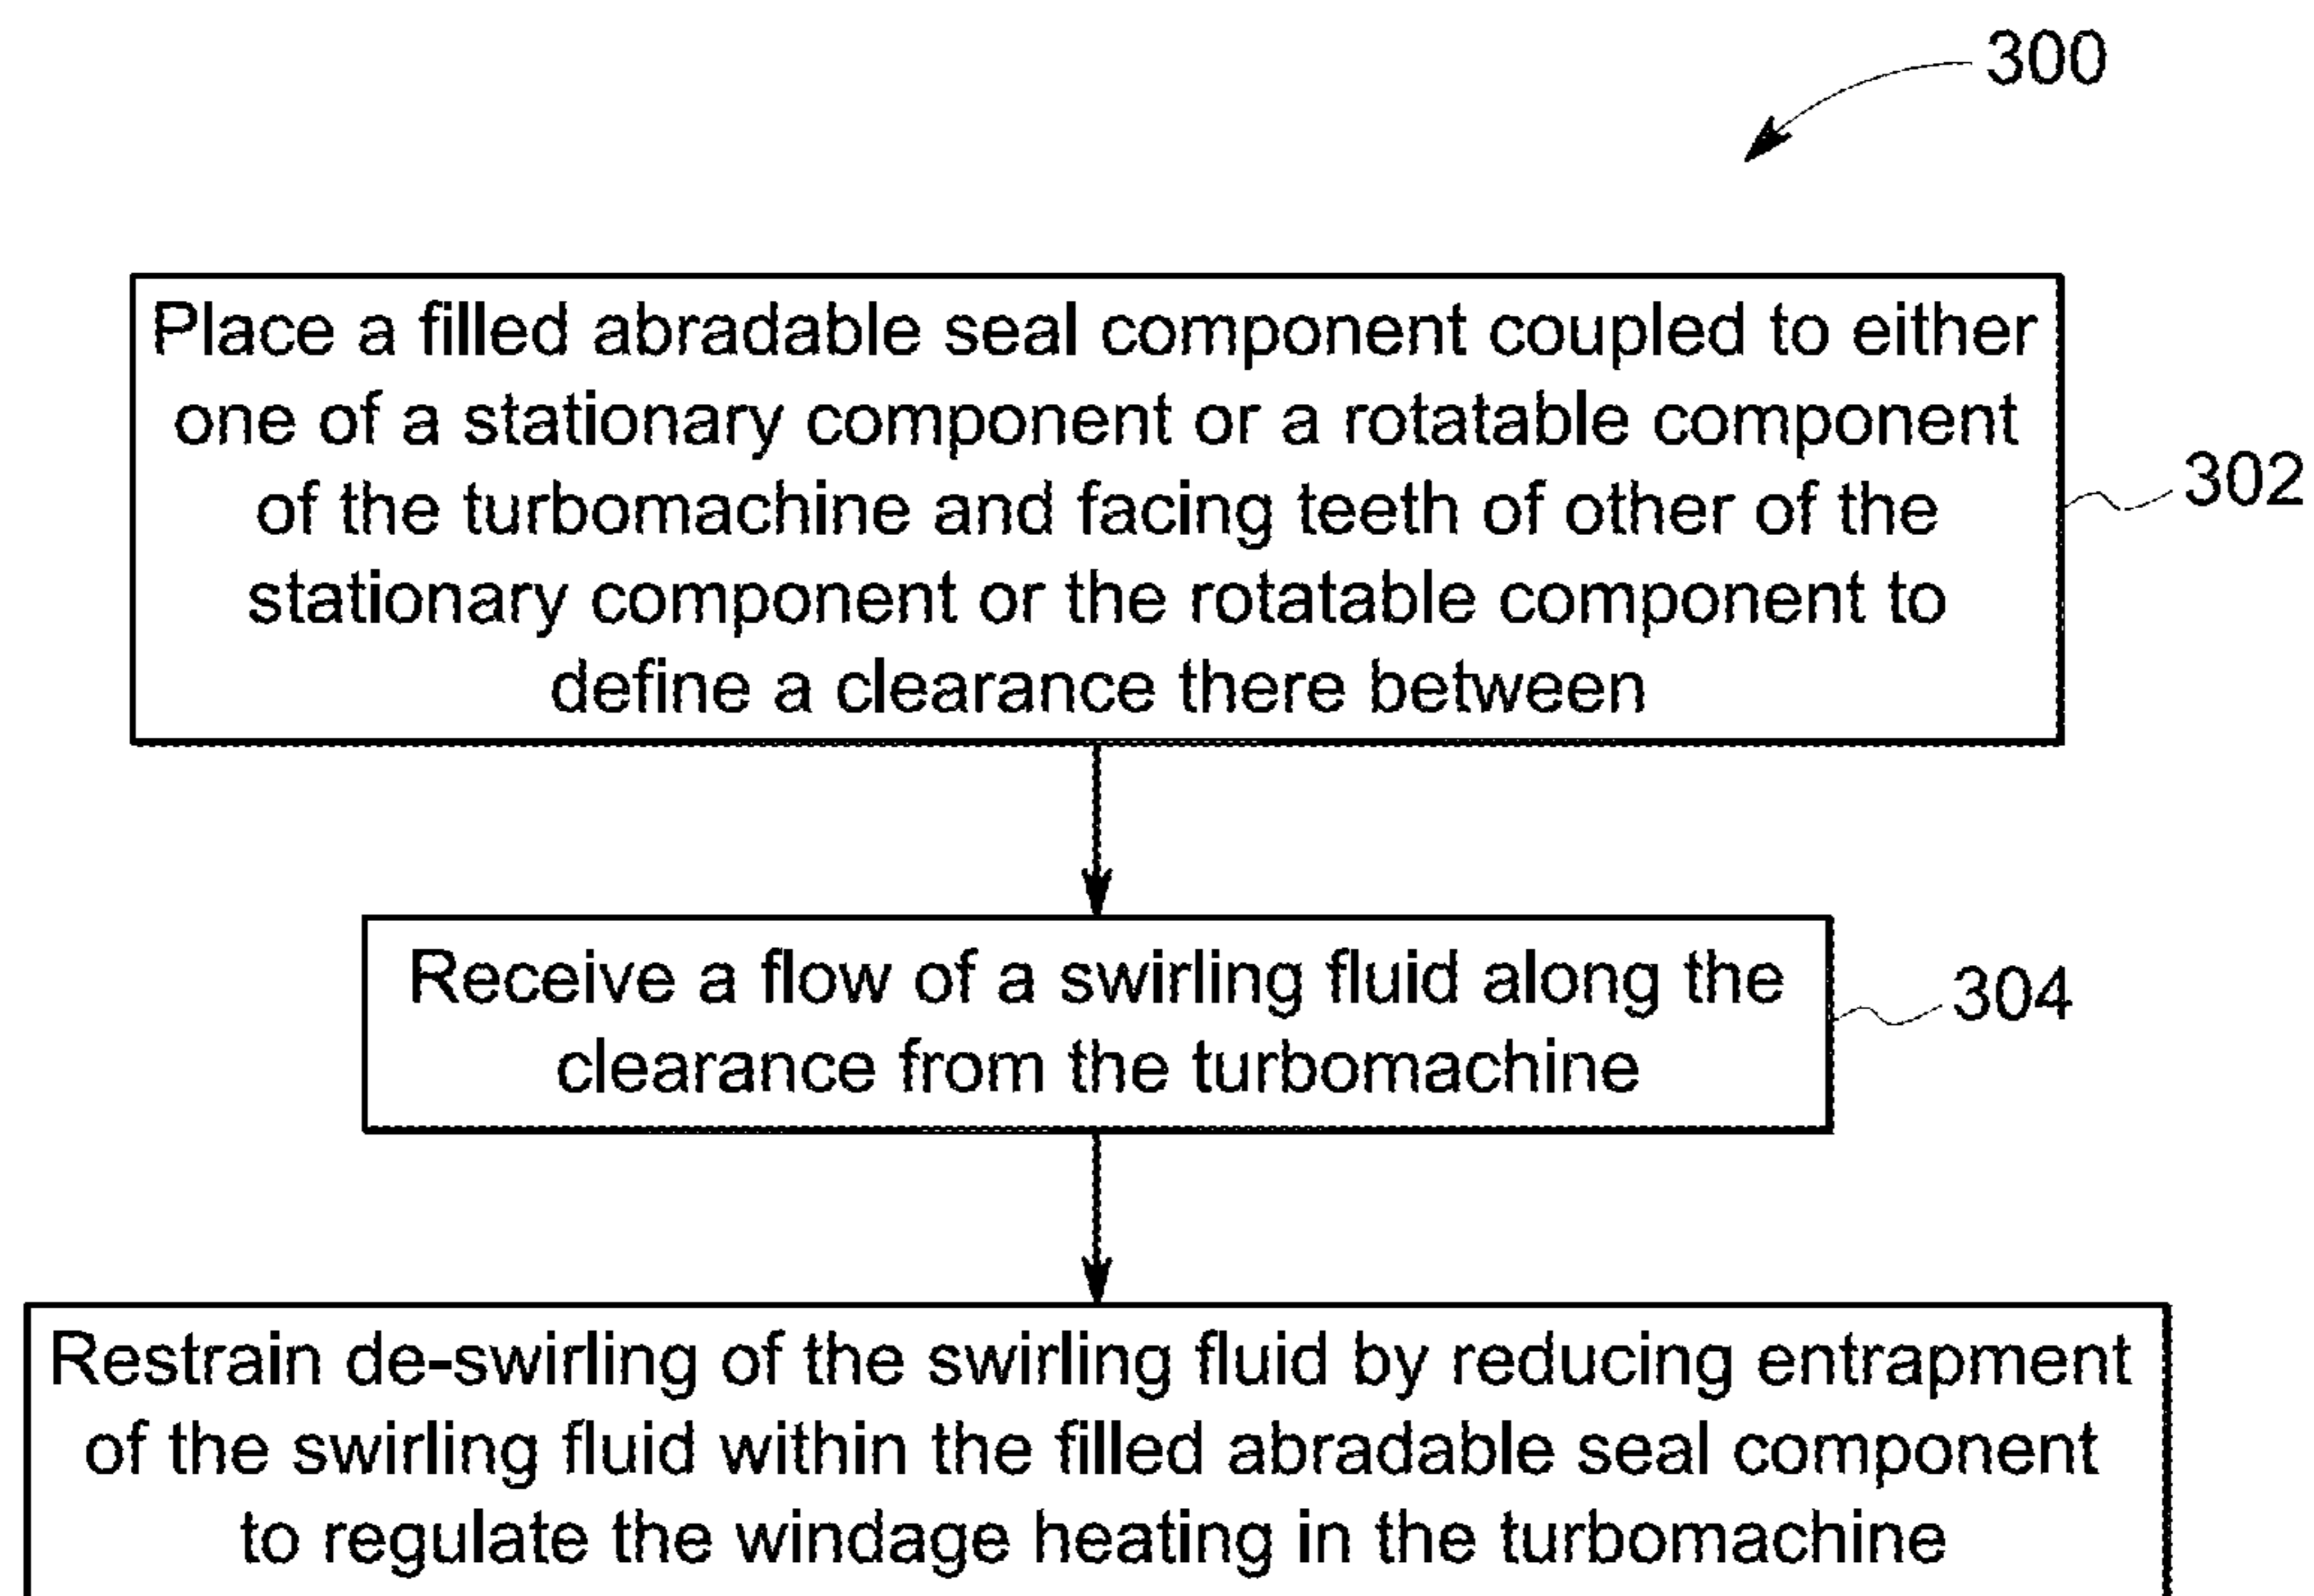 300
Place a filled abradable seal component coupled to either
one of a stationary component or a rotatable component
of the turbomachine and facing teeth of other of the
stationary component or the rotatable component to
define a clearance there between
302
Receive a flow of a swirling fluid along the
clearance from the turbomachine
304
Restrain de-swirling of the swirling fluid by reducing entrapment
of the swirling fluid within the filled abradable seal component
to regulate the windage heating in the turbomachine